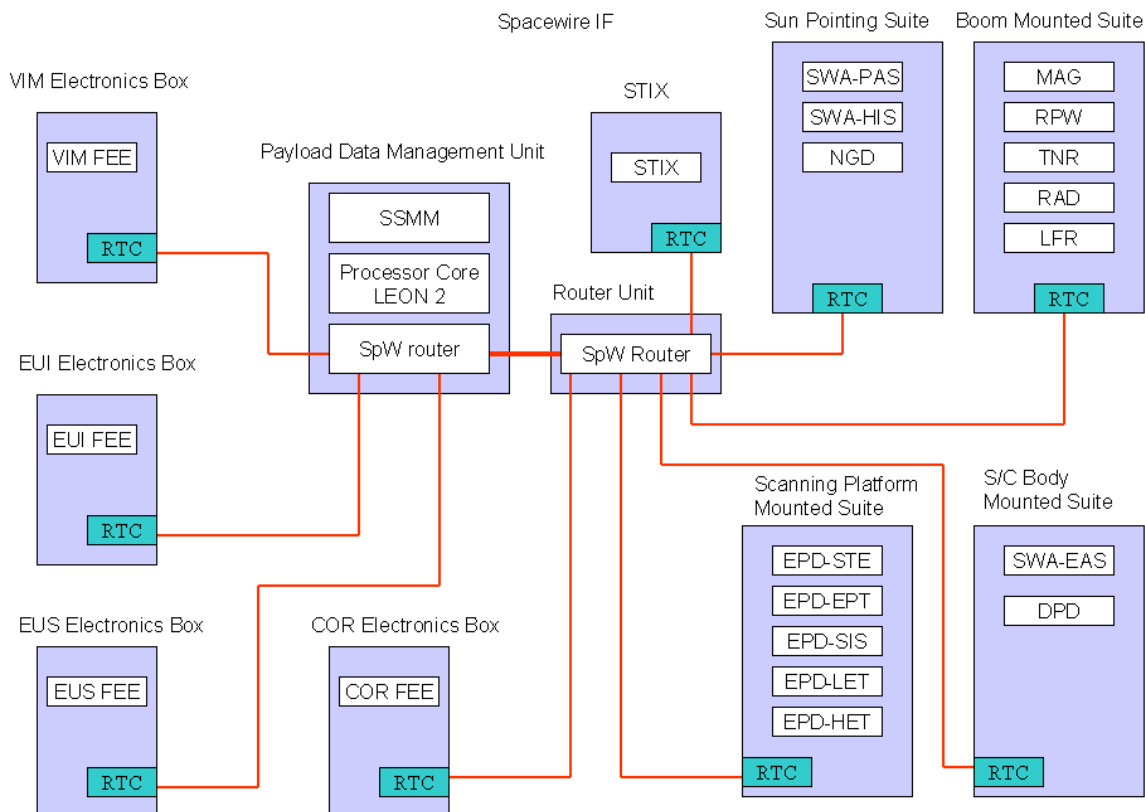 Spacewire IF
Sun Pointing Suite
Boom Mounted Suite
VIM Electronics Box
VIM FEE
RTC
Payload Data Management Unit
SSMM
Processor Core
LEON 2
SpW router
STIX
STIX
RTC
Router Unit
SpW Router
SWA-PAS
SWA-HIS
NGD
RTC
MAG
RPW
TNR
RAD
LFR
RTC
EUI Electronics Box
EUI FEE
RTC
EUS Electronics Box
EUS FEE
RTC
COR Electronics Box
COR FEE
RTC
Scanning Platform
Mounted Suite
EPD-STE
EPD-EPT
EPD-SIS
EPD-LET
EPD-HET
RTC
S/C Body
Mounted Suite
SWA-EAS
DPD
RTC